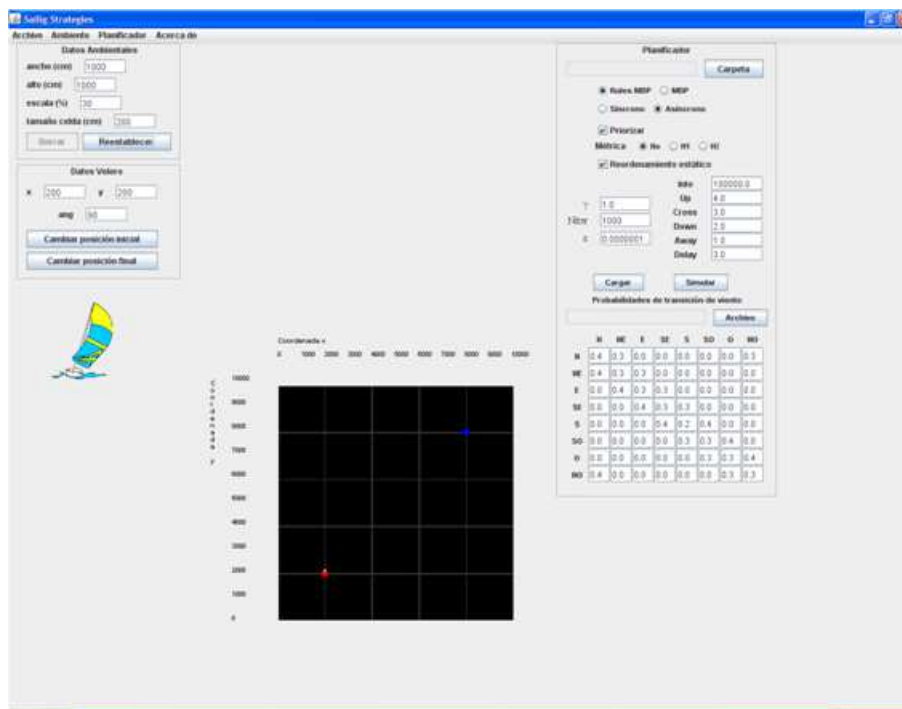 Sailig Strategies
Archivo Ambiente Planificador Acerca de
Datos Ambientales
ancho (cm) 1000
alto (cm) 1000
escala (%) 30
tamaño celda (cm) 200
Borrar Reestablecer
Datos Velero
x 200 y 200
ang 90
Cambiar posición inicial
Cambiar posición final
Coordenada x
0 1000 2000 3000 4000 5000 6000 7000 8000 9000 10000
Coordenada y
10000
9000
8000
7000
6000
5000
4000
3000
2000
1000
0
Planificador
Carpeta
Rules MDP MDP
Síncrono Asíncrono
Priorizar
Métrica No H1 H2
Reordenamiento estático
Into 100000.0
Up 4.0
Cross 3.0
Down 2.0
Away 1.0
Delay 3.0
γ 1.0
NIter 1000
0.0000001
Cargar Simular
Probabilidades de transición de viento
Archivo
N NE E SE S SO O NO
N 0.4 0.3 0.0 0.0 0.0 0.0 0.0 0.3
NE 0.4 0.3 0.3 0.0 0.0 0.0 0.0 0.0
E 0.0 0.4 0.3 0.3 0.0 0.0 0.0 0.0
SE 0.0 0.0 0.4 0.3 0.3 0.0 0.0 0.0
S 0.0 0.0 0.0 0.4 0.2 0.4 0.0 0.0
SO 0.0 0.0 0.0 0.0 0.3 0.3 0.4 0.0
O 0.0 0.0 0.0 0.0 0.0 0.3 0.3 0.4
NO 0.4 0.0 0.0 0.0 0.0 0.0 0.3 0.3